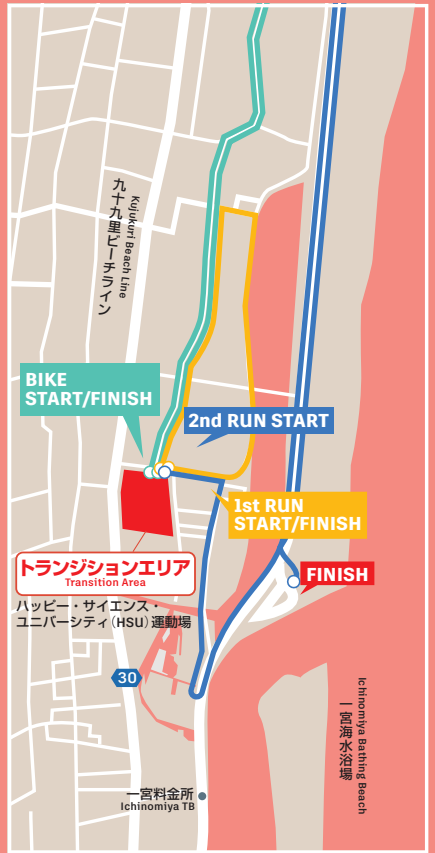 九十九里ビーチライン
Kujukuri Beach Line
BIKE
START/FINISH
2nd RUN START
1st RUN
START/FINISH
トランジションエリア
Transition Area
FINISH
ハッピー・サイエンス・
ユニバーシティ（HSU）運動場
30
一宮海水浴場
Ichinomiya Bathing Beach
一宮料金所
Ichinomiya TB